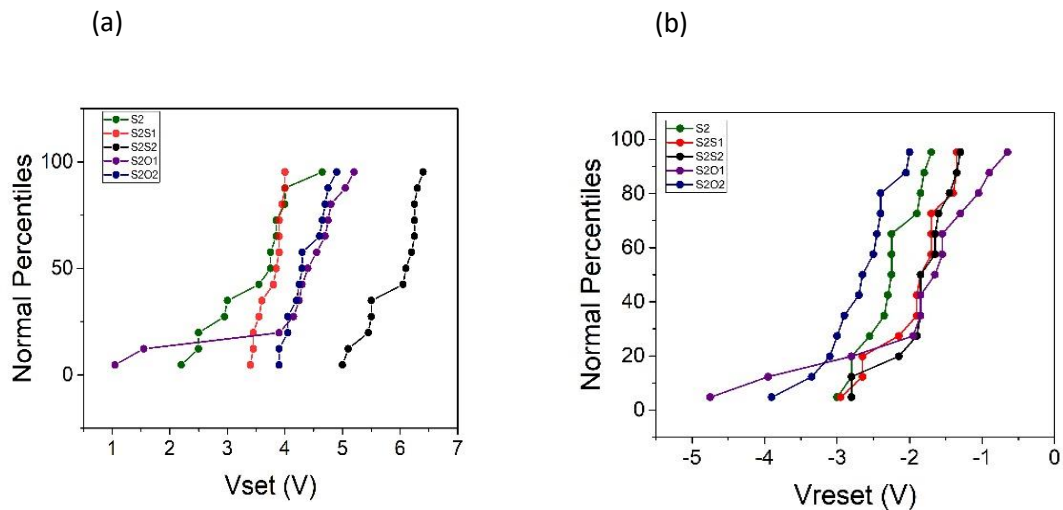 (a)
S2
S2S1
S2S2
S2O1
S2O2
Normal Percentiles
100
50
0
1 2 3 4 5 6 7
Vset (V)
(b)
S2
S2S1
S2S2
S2O1
S2O2
Normal Percentiles
100
80
60
40
20
0
-5 -4 -3 -2 -1 0
Vreset (V)